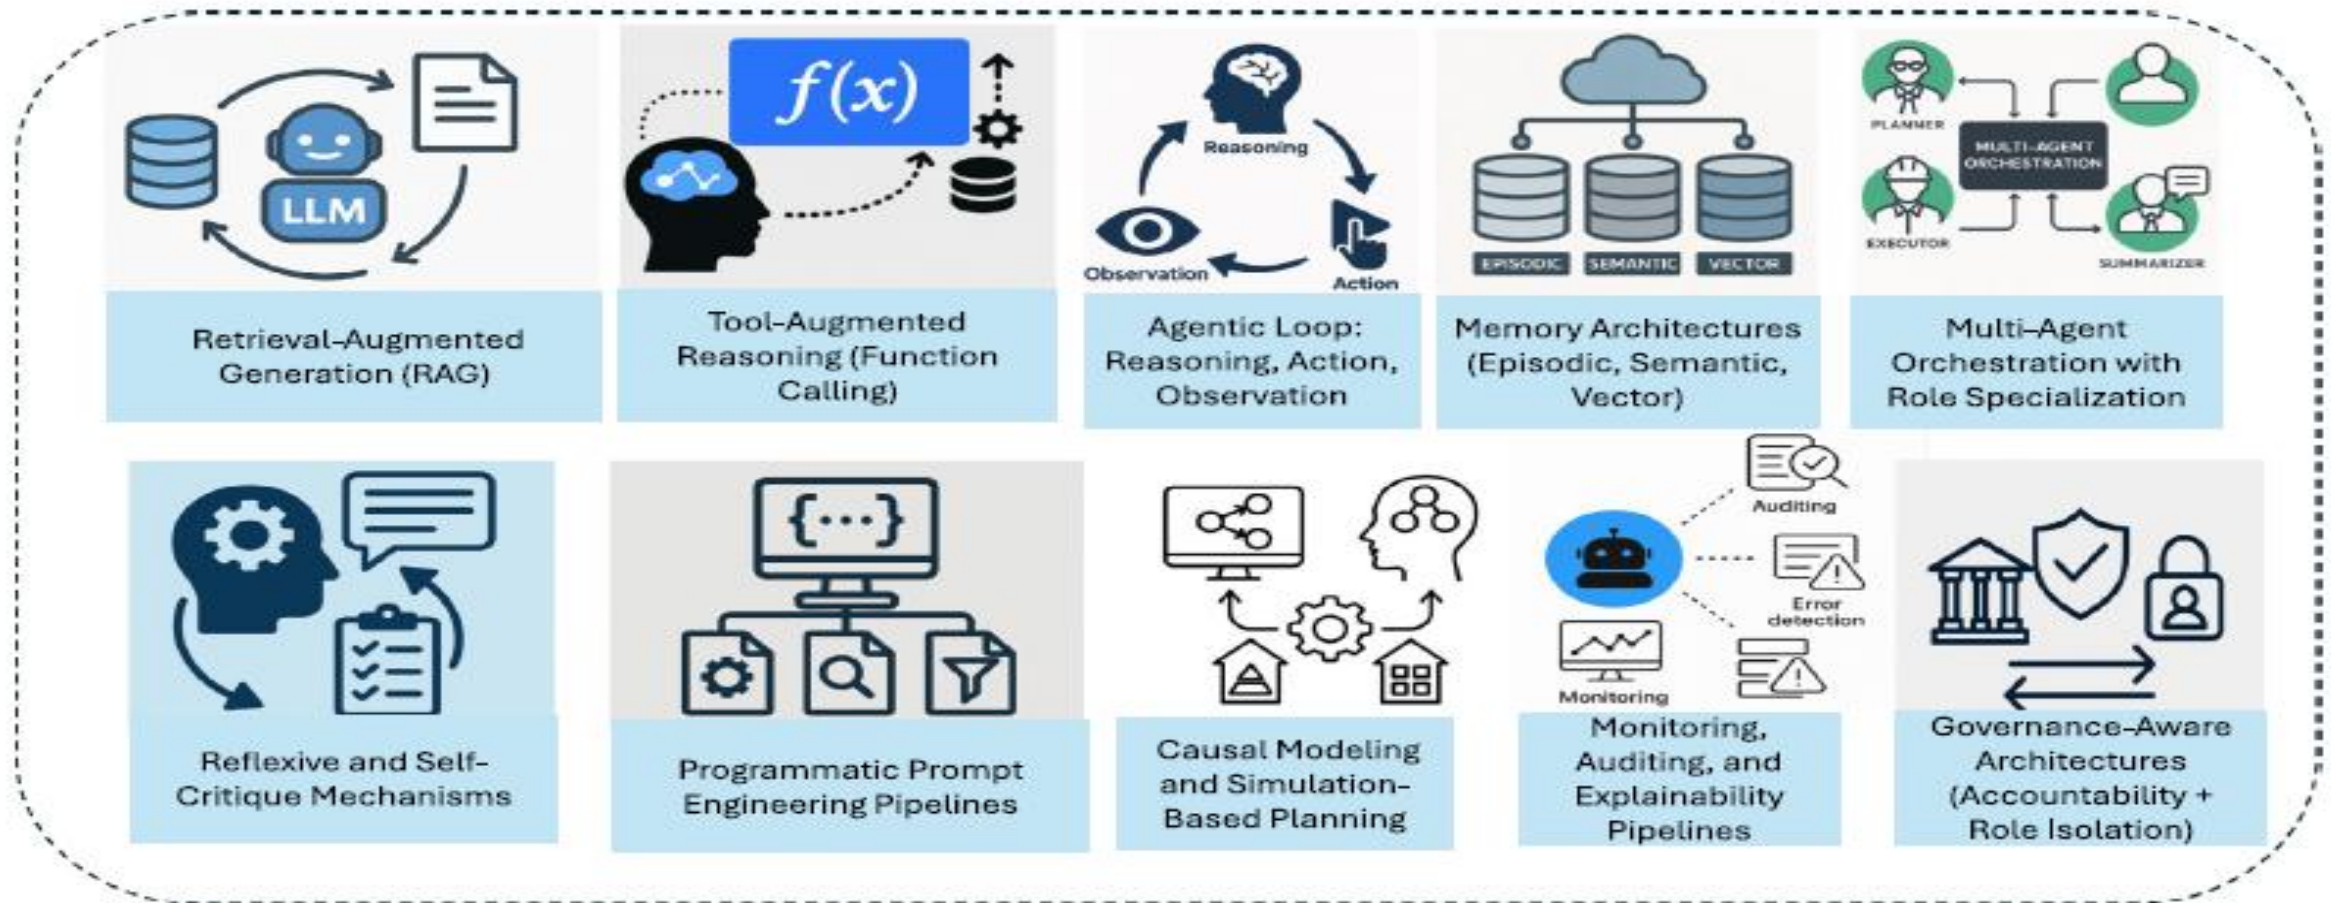 LLM
Retrieval-Augmented
Generation (RAG)
f(x)
Tool-Augmented
Reasoning (Function
Calling)
Reasoning
Observation
Action
Agentic Loop:
Reasoning, Action,
Observation
EPISODIC
SEMANTIC
VECTOR
Memory Architectures
(Episodic, Semantic,
Vector)
PLANNER
MULTI-AGENT
ORCHESTRATION
EXECUTOR
SUMMARIZER
Multi-Agent
Orchestration with
Role Specialization
Reflexive and Self-
Critique Mechanisms
{...}
Programmatic Prompt
Engineering Pipelines
Causal Modeling
and Simulation-
Based Planning
Auditing
Error
detection
Monitoring
Monitoring,
Auditing, and
Explainability
Pipelines
Governance-Aware
Architectures
(Accountability +
Role Isolation)